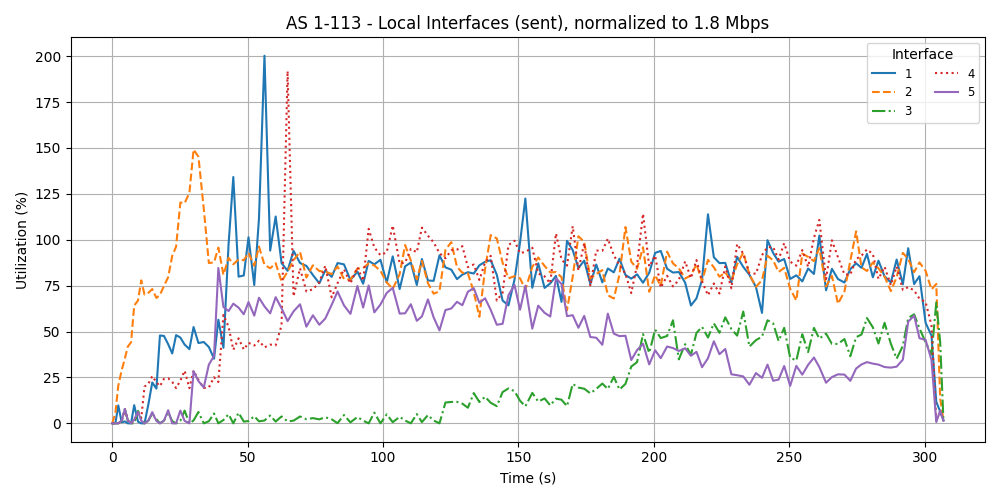 AS 1-113 - Local Interfaces (sent), normalized to 1.8 Mbps
Utilization (%)
200
175
150
125
100
75
50
25
0
0 50 100 150 200 250 300
Time (s)
Interface
1 4
2 5
3